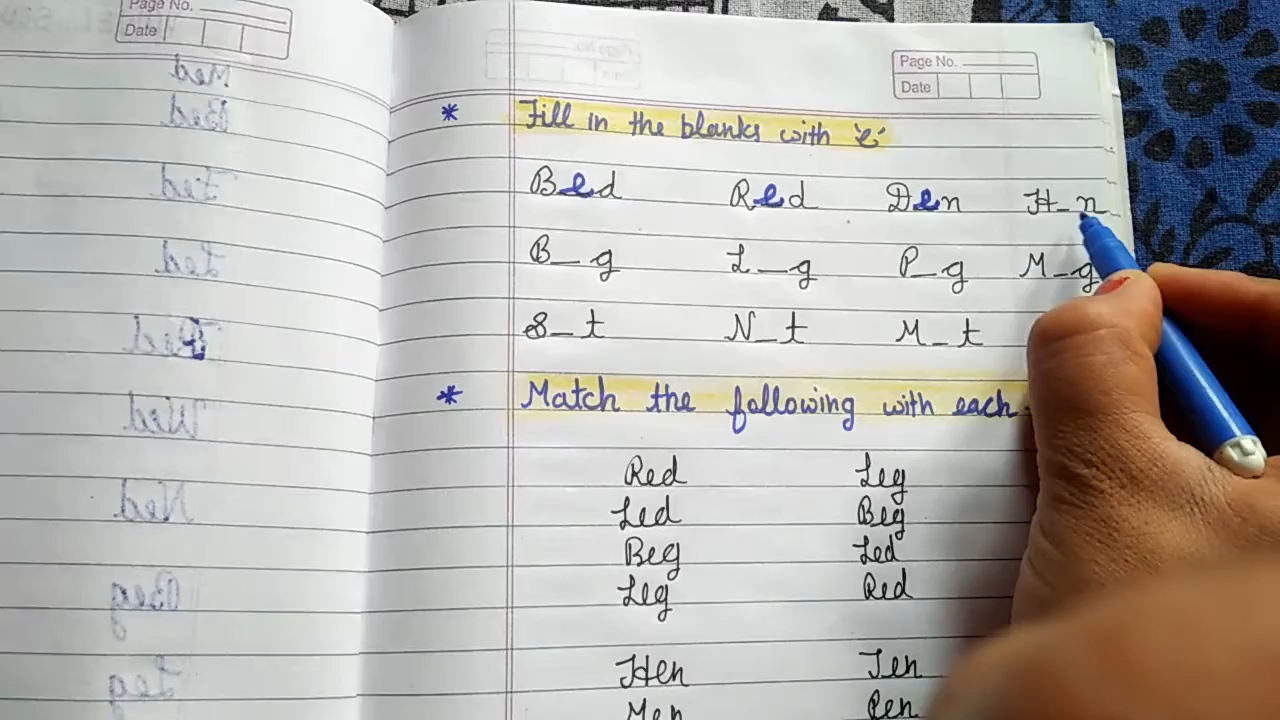 Page No.
Date
Page No.
Date
* Fill in the blanks with 'e'
Bed Red Den H_n
B_g L_g P_g M_g
S_t N_t M_t
* Match the following with each
Red Leg
Led Beg
Beg Led
Leg Red
Hen Ten
Men Pen